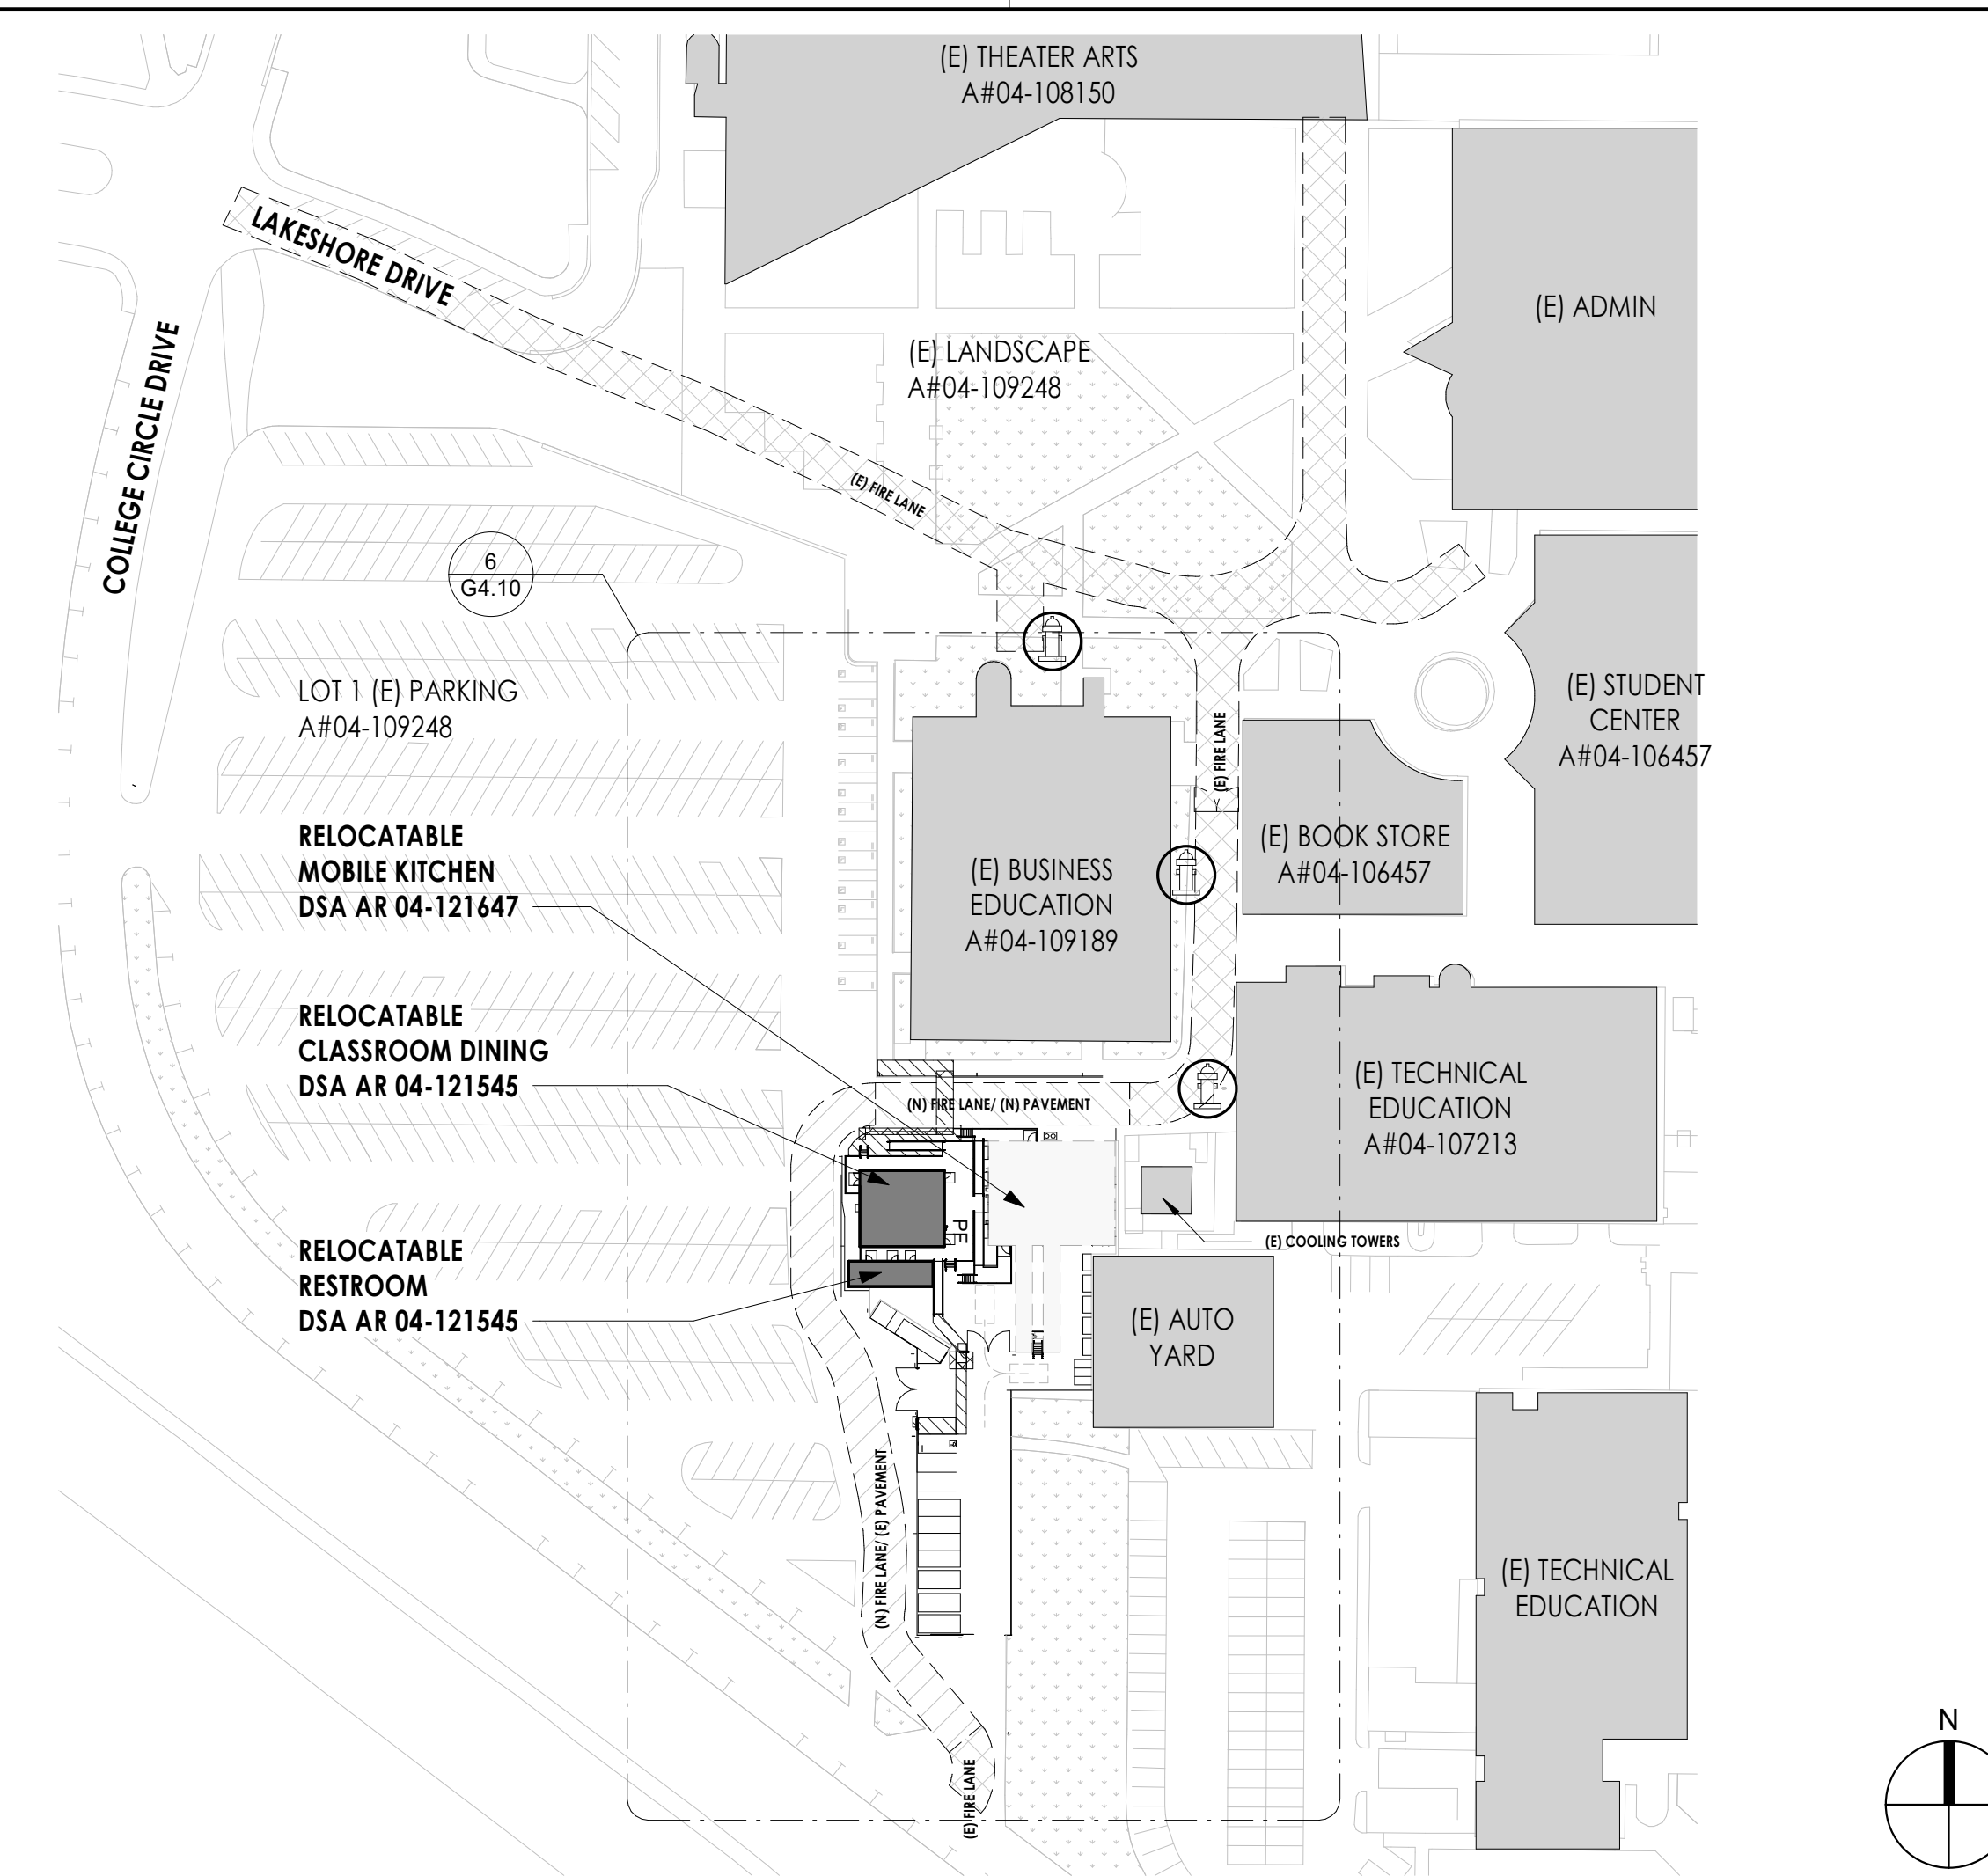 (E) THEATER ARTS
A#04-108150
LAKESHORE DRIVE
(E) ADMIN
COLLEGE CIRCLE DRIVE
(E) LANDSCAPE
A#04-109248
(E) FIRE LANE
6
G4.10
LOT 1 (E) PARKING
A#04-109248
(E) STUDENT
CENTER
A#04-106457
(E) FIRE LANE
RELOCATABLE
MOBILE KITCHEN
DSA AR 04-121647
(E) BUSINESS
EDUCATION
A#04-109189
(E) BOOK STORE
A#04-106457
RELOCATABLE
CLASSROOM DINING
DSA AR 04-121545
(N) FIRE LANE/ (N) PAVEMENT
(E) TECHNICAL
EDUCATION
A#04-107213
PE
(E) COOLING TOWERS
RELOCATABLE
RESTROOM
DSA AR 04-121545
(E) AUTO
YARD
(N) FIRE LANE/ (E) PAVEMENT
(E) TECHNICAL
EDUCATION
(E) FIRE LANE
N